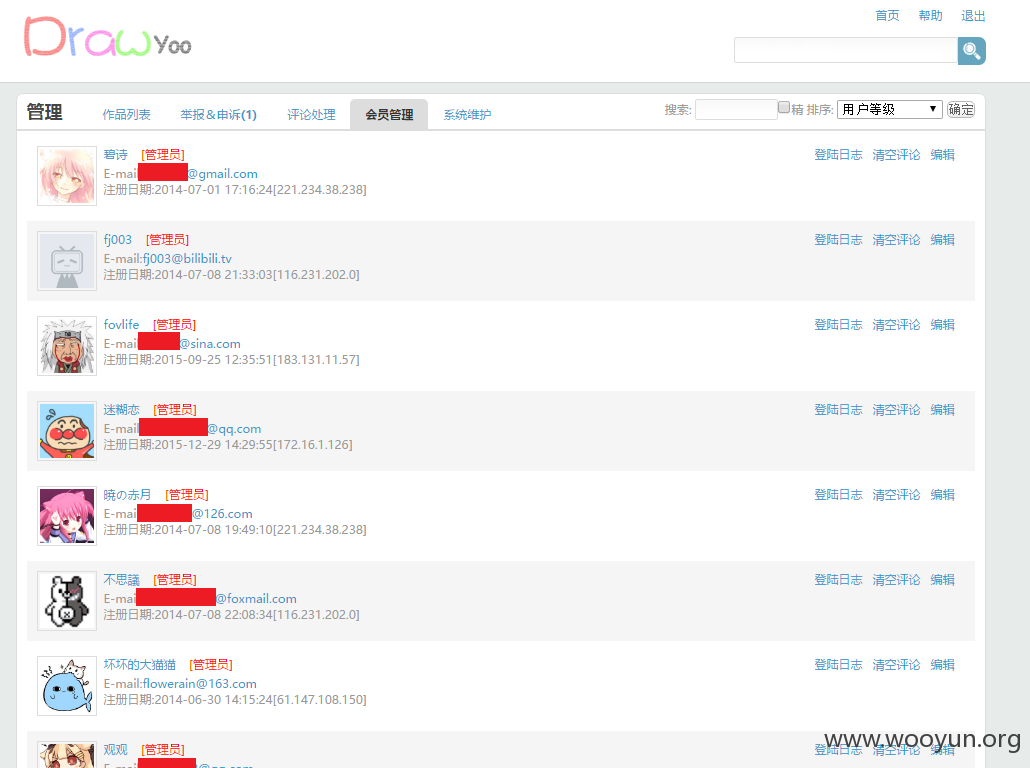 首页 帮助 退出
Draw Yoo
管理 作品列表 举报&申诉(1) 评论处理 会员管理 系统维护 搜索: 精 排序: 用户等级 确定
碧诗 [管理员] 登陆日志 清空评论 编辑
E-mai @gmail.com
注册日期:2014-07-01 17:16:24[221.234.38.238]
fj003 [管理员] 登陆日志 清空评论 编辑
E-mail:fj003@bilibili.tv
注册日期:2014-07-08 21:33:03[116.231.202.0]
fovlife [管理员] 登陆日志 清空评论 编辑
E-mai @sina.com
注册日期:2015-09-25 12:35:51[183.131.11.57]
迷糊恋 [管理员] 登陆日志 清空评论 编辑
E-mail @qq.com
注册日期:2015-12-29 14:29:55[172.16.1.126]
暁の赤月 [管理员] 登陆日志 清空评论 编辑
E-mai @126.com
注册日期:2014-07-08 19:49:10[221.234.38.238]
不思議 [管理员] 登陆日志 清空评论 编辑
E-mai @foxmail.com
注册日期:2014-07-08 22:08:34[116.231.202.0]
坏坏的大猫猫 [管理员] 登陆日志 清空评论 编辑
E-mail:flowerain@163.com
注册日期:2014-06-30 14:15:24[61.147.108.150]
观观 [管理员] 登陆日志 清空评论 编辑
www.wooyun.org